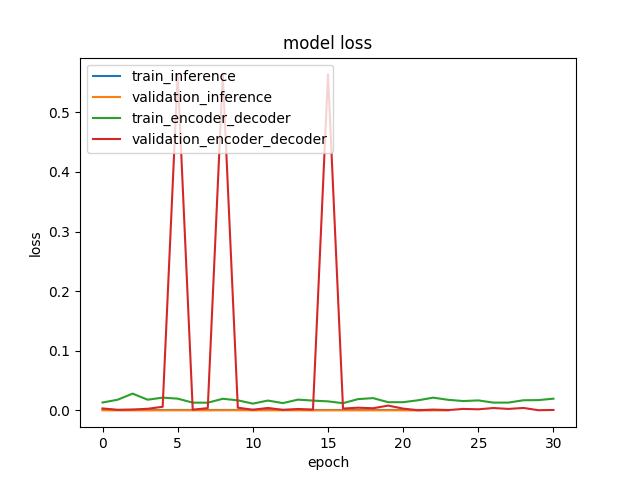 model loss
train_inference
validation_inference
train_encoder_decoder
validation_encoder_decoder
0.5
0.4
0.3
0.2
0.1
0.0
loss
0 5 10 15 20 25 30
epoch